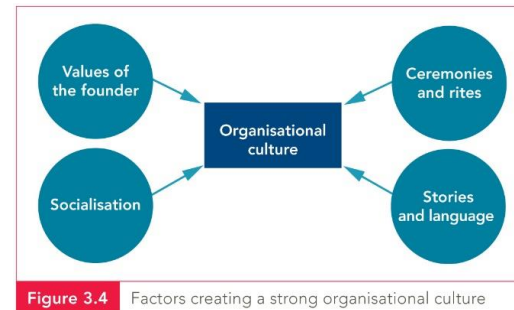 Values of
the founder
Ceremonies
and rites
Organisational
culture
Socialisation
Stories
and language
Figure 3.4 Factors creating a strong organisational culture